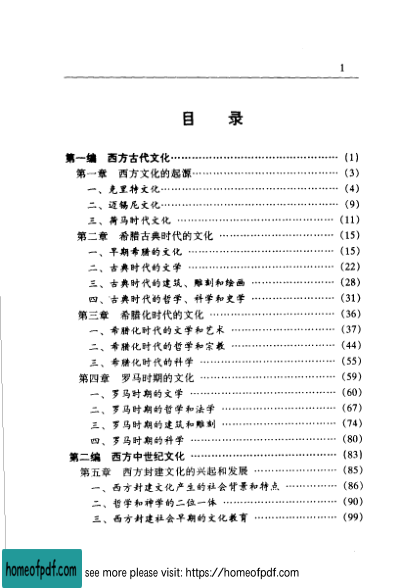 1
目 录
第一编 西方古代文化……………………………………(1)
第一章 西方文化的起源………………………………(3)
一、克里特文化……………………………………(4)
二、迈锡尼文化……………………………………(9)
三、荷马时代文化…………………………………(11)
第二章 希腊古典时代的文化…………………………(15)
一、早期希腊的文化………………………………(15)
二、古典时代的文学………………………………(22)
三、古典时代的建筑、雕刻和绘画………………(28)
四、古典时代的哲学、科学和史学………………(31)
第三章 希腊化时代的文化……………………………(36)
一、希腊化时代的文学和艺术……………………(37)
二、希腊化时代的哲学和宗教……………………(44)
三、希腊化时代的科学……………………………(55)
第四章 罗马时期的文化………………………………(59)
一、罗马时期的文学………………………………(60)
二、罗马时期的哲学和法学………………………(67)
三、罗马时期的建筑和雕刻………………………(74)
四、罗马时期的科学………………………………(80)
第二编 西方中世纪文化…………………………………(83)
第五章 西方封建文化的兴起和发展…………………(85)
一、西方封建文化产生的社会背景和特点………(86)
二、哲学和神学的二位一体………………………(90)
三、西方封建社会早期的文化教育………………(99)
homeofpdf.com see more please visit: https://homeofpdf.com